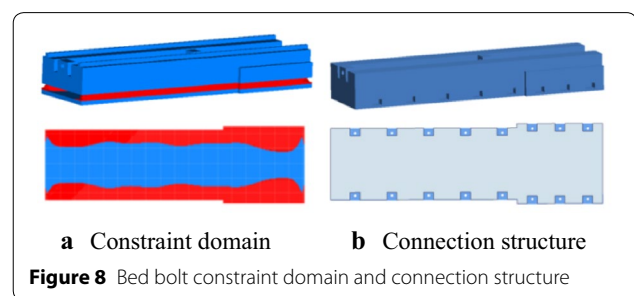 a Constraint domain b Connection structure
Figure 8 Bed bolt constraint domain and connection structure